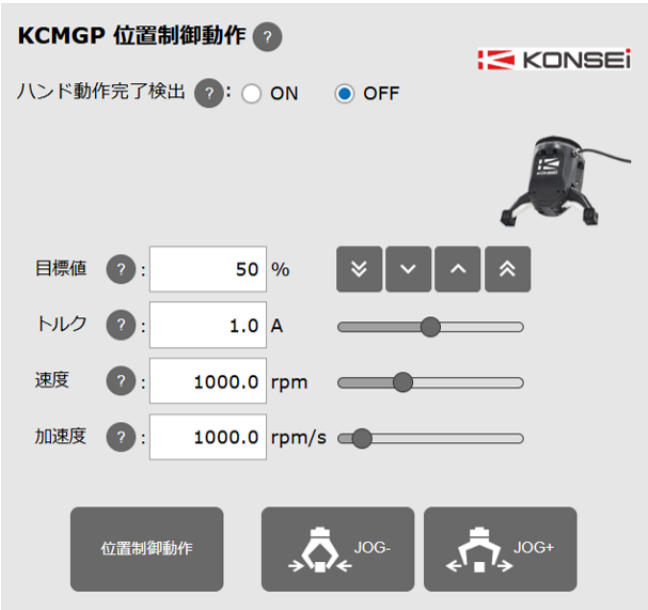 KCMGP 位置制御動作 ?
KONSEi
ハンド動作完了検出 ? : ON OFF
KONSEI
目標値 ? : 50 %
トルク ? : 1.0 A
速度 ? : 1000.0 rpm
加速度 ? : 1000.0 rpm/s
位置制御動作 JOG- JOG+